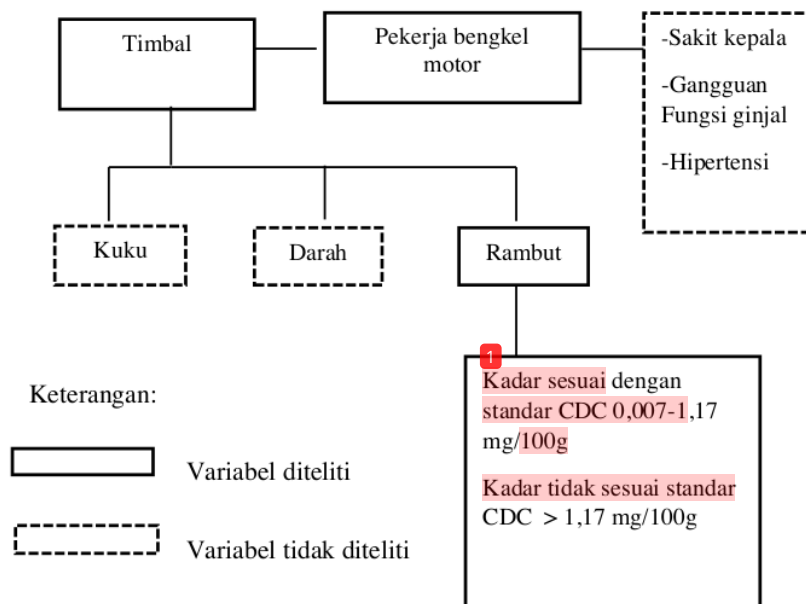 Timbal
Pekerja bengkel
motor
-Sakit kepala
-Gangguan
Fungsi ginjal
-Hipertensi
Kuku
Darah
Rambut
1
Kadar sesuai dengan
standar CDC 0,007-1,17
mg/100g
Kadar tidak sesuai standar
CDC > 1,17 mg/100g
Keterangan:
Variabel diteliti
Variabel tidak diteliti